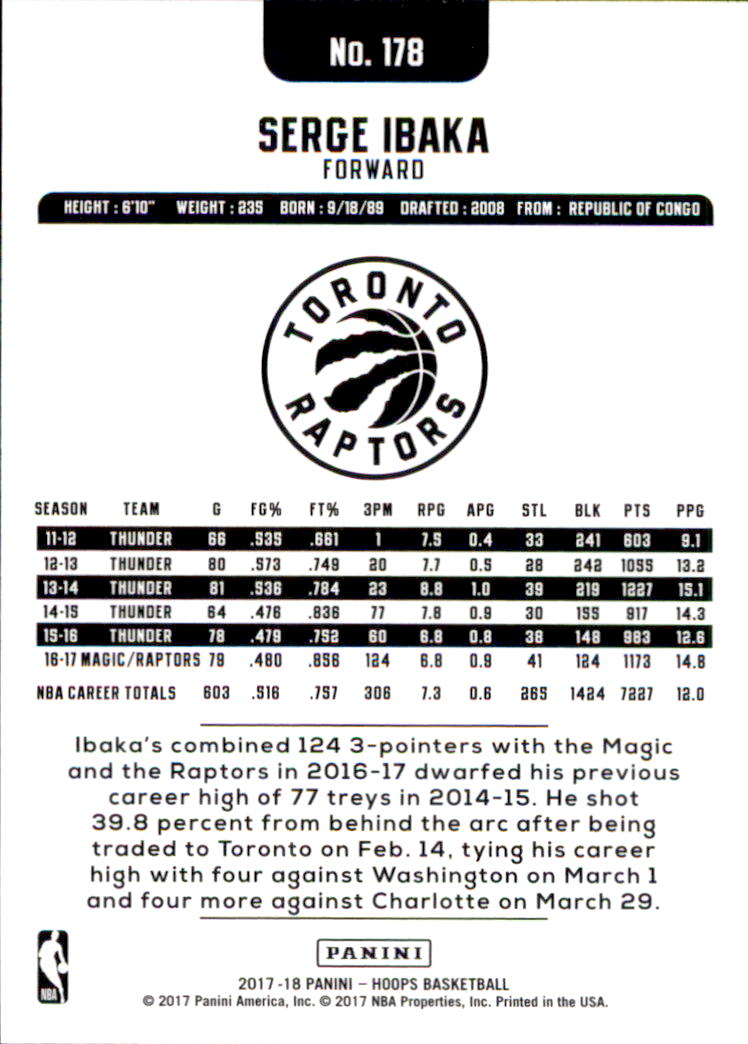 No. 178
SERGE IBAKA
FORWARD
HEIGHT : 6'10" WEIGHT : 235 BORN : 9/18/89 DRAFTED : 2008 FROM : REPUBLIC OF CONGO
TORONTO
RAPTORS
SEASON TEAM G FG% FT% 3PM RPG APG STL BLK PTS PPG
11-12 THUNDER 66 .535 .661 1 7.5 0.4 33 241 603 9.1
12-13 THUNDER 80 .573 .749 20 7.7 0.5 28 242 1055 13.2
13-14 THUNDER 81 .536 .784 23 8.8 1.0 39 219 1227 15.1
14-15 THUNDER 64 .476 .836 77 7.8 0.9 30 155 917 14.3
15-16 THUNDER 78 .479 .752 60 6.8 0.8 38 148 983 12.6
16-17 MAGIC/RAPTORS 79 .480 .856 124 6.8 0.9 41 124 1173 14.8
NBA CAREER TOTALS 603 .516 .757 306 7.3 0.6 265 1424 7227 12.0
Ibaka's combined 124 3-pointers with the Magic
and the Raptors in 2016-17 dwarfed his previous
career high of 77 treys in 2014-15. He shot
39.8 percent from behind the arc after being
traded to Toronto on Feb. 14, tying his career
high with four against Washington on March 1
and four more against Charlotte on March 29.
PANINI
NBA
2017-18 PANINI – HOOPS BASKETBALL
© 2017 Panini America, Inc. © 2017 NBA Properties, Inc. Printed in the USA.